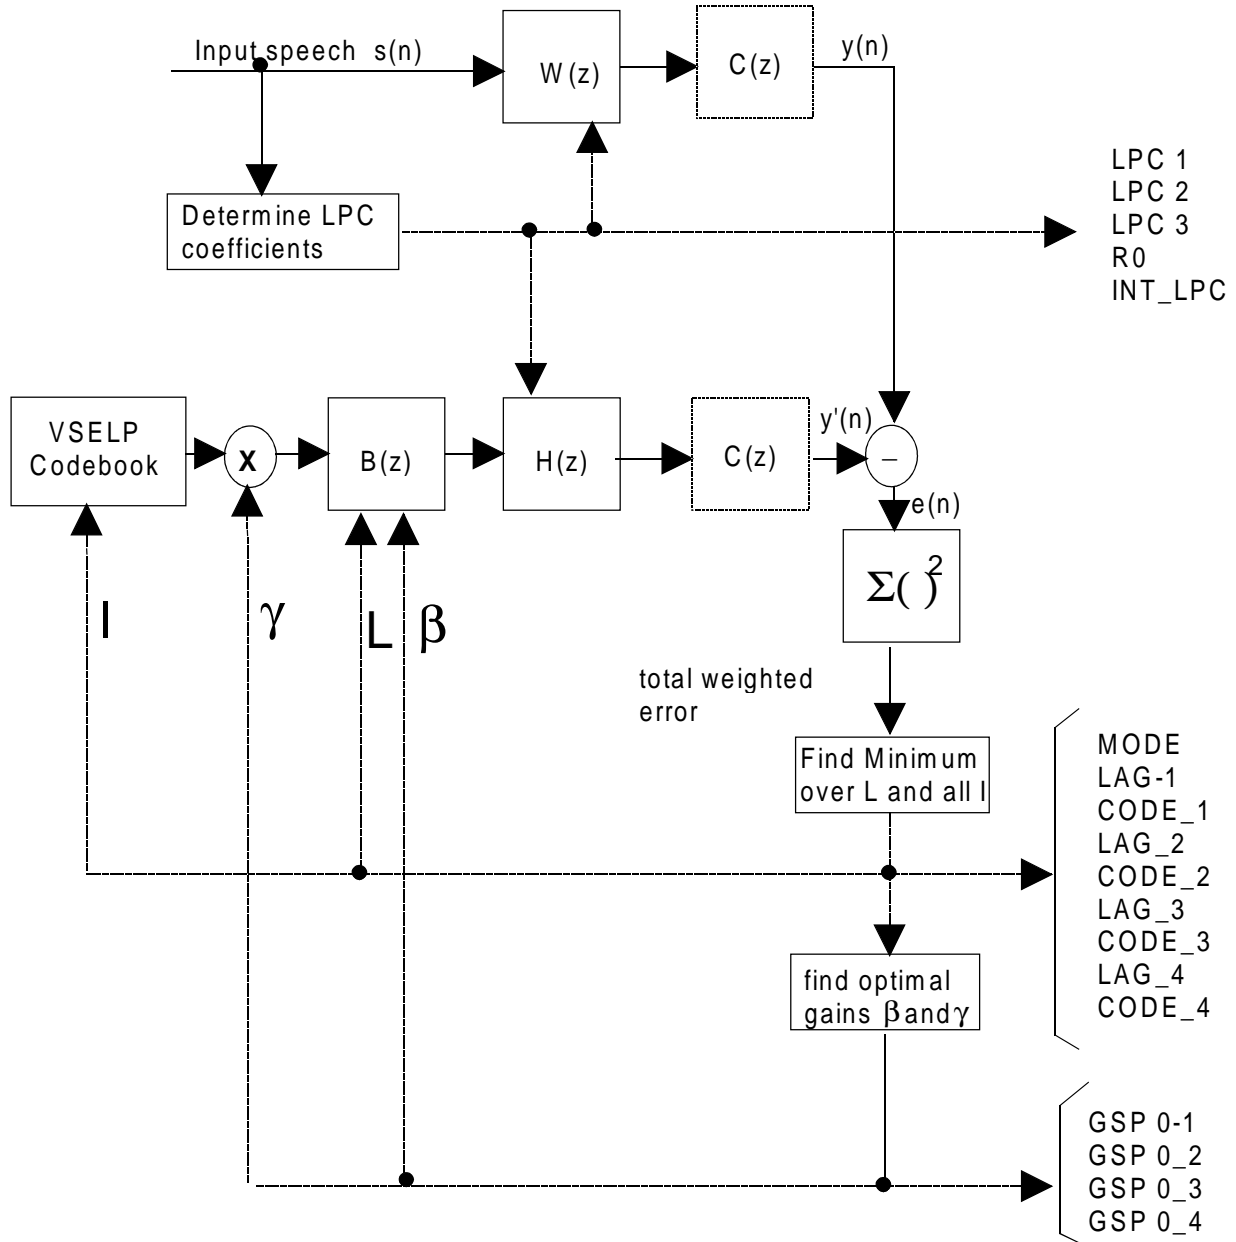 Input speech s(n)
W(z)
C(z)
y(n)
Determine LPC
coefficients
LPC 1
LPC 2
LPC 3
R0
INT_LPC
VSELP
Codebook
X
B(z)
H(z)
C(z)
y'(n)
–
e(n)
Σ( )²
I
γ
L
β
total weighted
error
Find Minimum
over L and all I
MODE
LAG-1
CODE_1
LAG_2
CODE_2
LAG_3
CODE_3
LAG_4
CODE_4
find optimal
gains β and γ
GSP 0-1
GSP 0_2
GSP 0_3
GSP 0_4